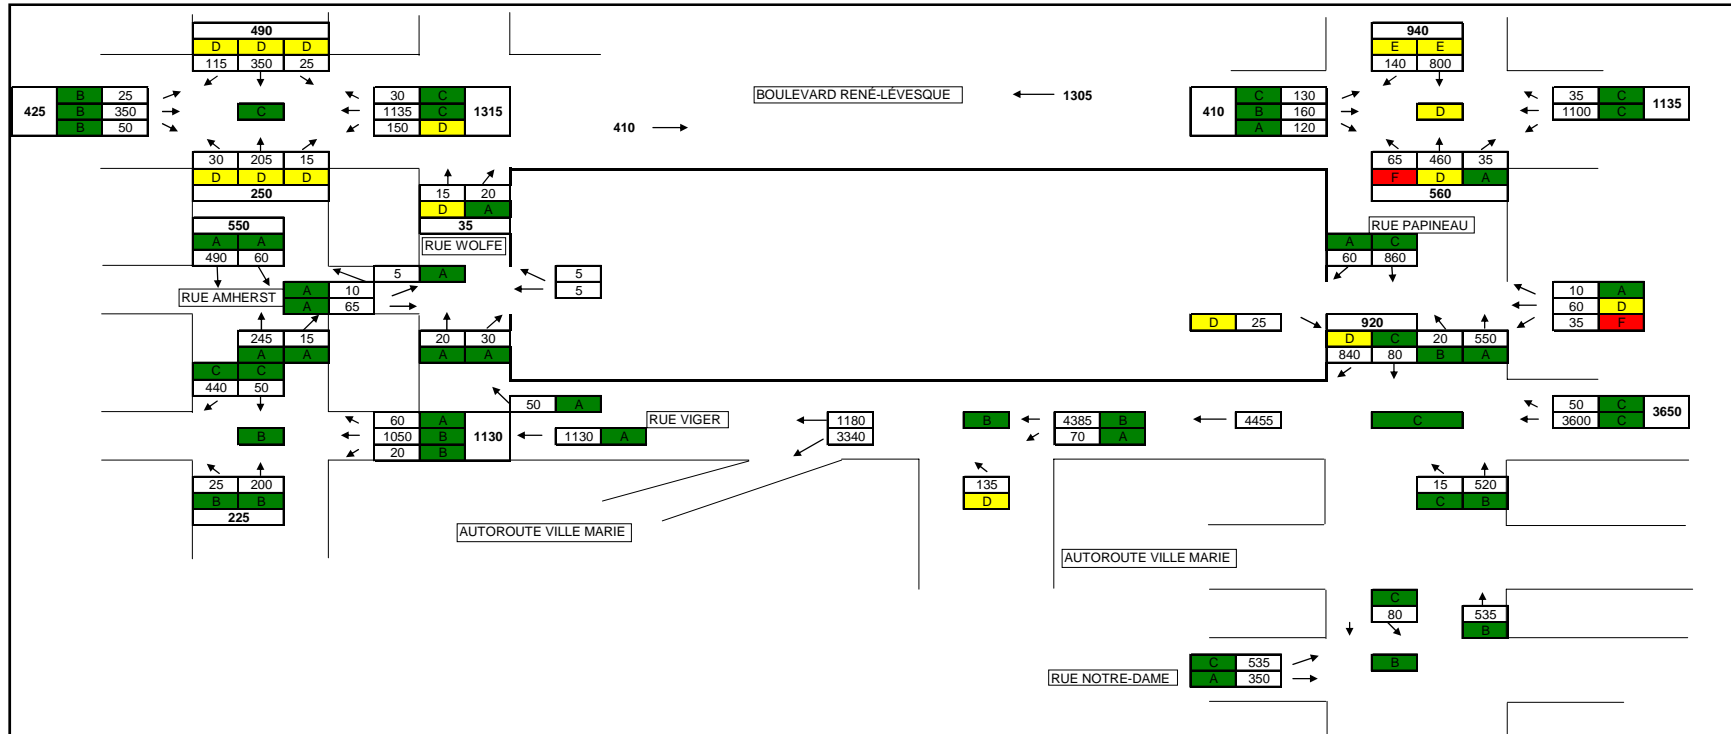 490
D D D
115 350 25
425
B 25
B 350
B 50
C
30 C
1135 C
150 D
1315
30 205 15
D D D
250
BOULEVARD RENÉ-LÉVESQUE
1305
410
940
E E
140 800
410
C 130
B 160
A 120
D
35 C
1100 C
1135
65 460 35
F D A
560
15 20
D A
35
RUE WOLFE
550
A A
490 60
RUE AMHERST
5 A
A 10
A 65
5
5
RUE PAPINEAU
A C
60 860
10 A
60 D
35 F
D 25
920
D C 20 550
840 80 B A
245 15
A A
20 30
A A
C C
440 50
B
60 A
1050 B
20 B
1130
50 A
1130 A
RUE VIGER
1180
3340
B
4385 B
70 A
4455
C
50 C
3600 C
3650
25 200
B B
225
135
D
15 520
C B
AUTOROUTE VILLE MARIE
AUTOROUTE VILLE MARIE
C
80
535
B
RUE NOTRE-DAME
C 535
A 350
B